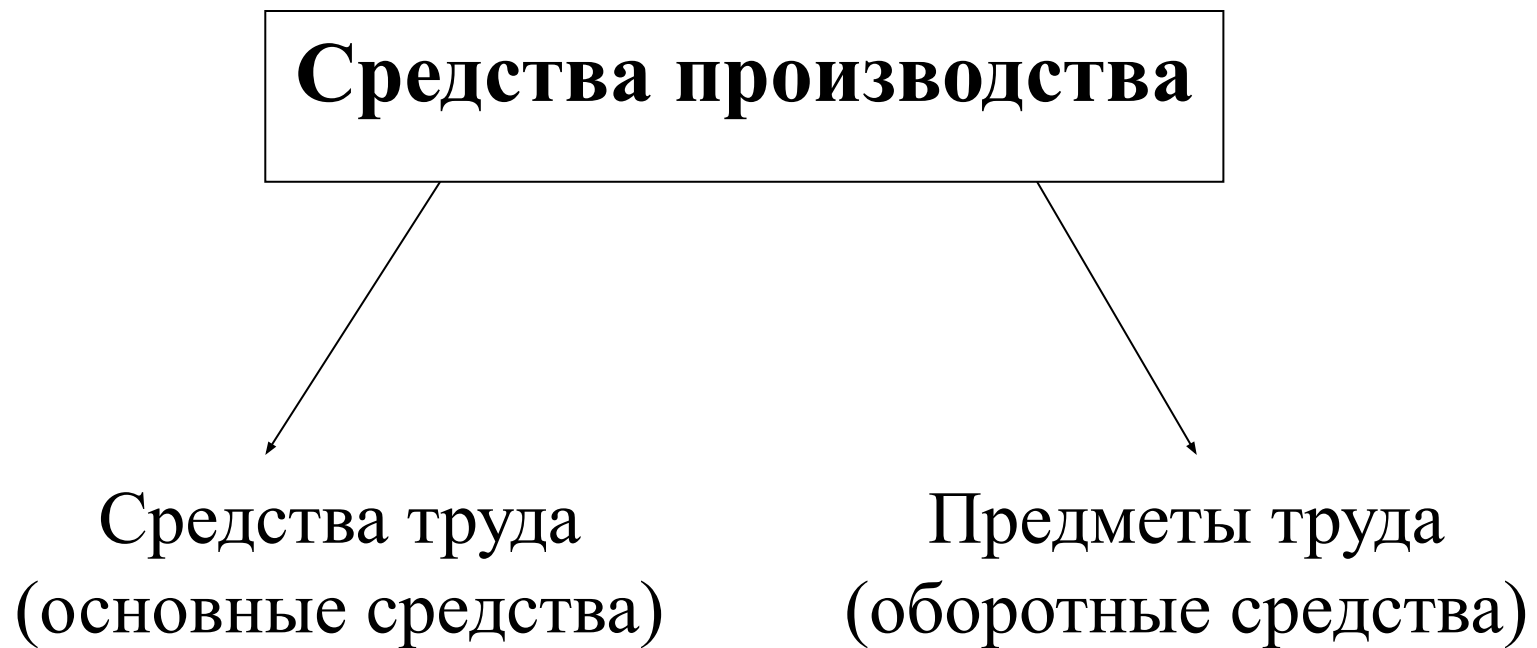 Средства производства
Средства труда
(основные средства)
Предметы труда
(оборотные средства)